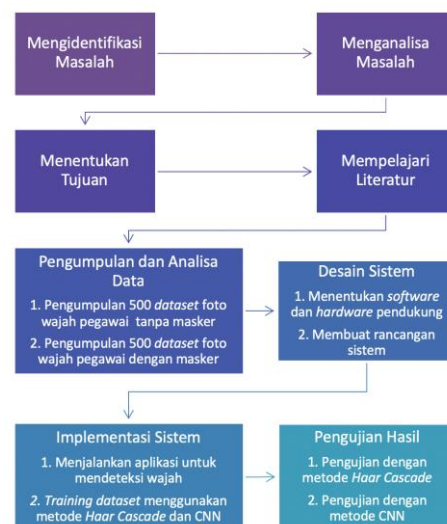 Mengidentifikasi
Masalah
Menganalisa
Masalah
Menentukan
Tujuan
Mempelajari
Literatur
Pengumpulan dan Analisa
Data
1. Pengumpulan 500 dataset foto
wajah pegawai tanpa masker
2. Pengumpulan 500 dataset foto
wajah pegawai dengan masker
Desain Sistem
1. Menentukan software
dan hardware pendukung
2. Membuat rancangan
sistem
Implementasi Sistem
1. Menjalankan aplikasi untuk
mendeteksi wajah
2. Training dataset menggunakan
metode Haar Cascade dan CNN
Pengujian Hasil
1. Pengujian dengan
metode Haar Cascade
2. Pengujian dengan
metode CNN